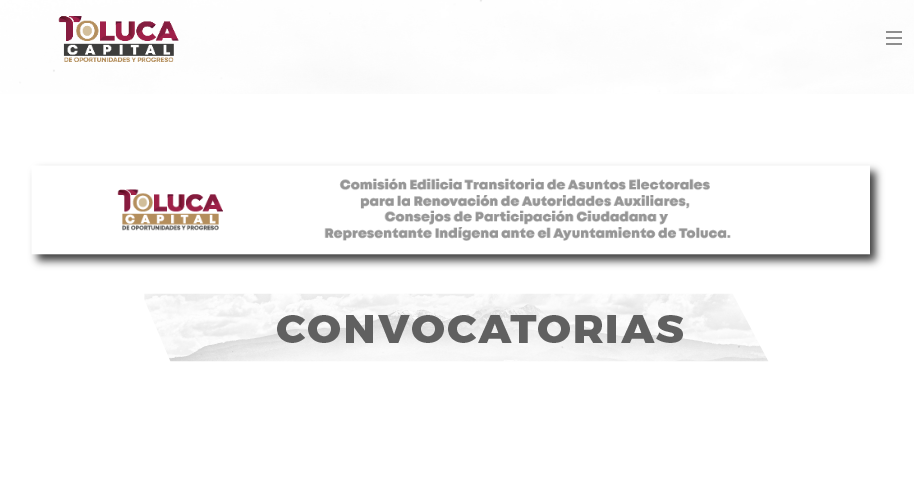 TOLUCA
CAPITAL
DE OPORTUNIDADES Y PROGRESO
TOLUCA
CAPITAL
DE OPORTUNIDADES Y PROGRESO
Comisión Edilicia Transitoria de Asuntos Electorales
para la Renovación de Autoridades Auxiliares,
Consejos de Participación Ciudadana y
Representante Indígena ante el Ayuntamiento de Toluca.
CONVOCATORIAS